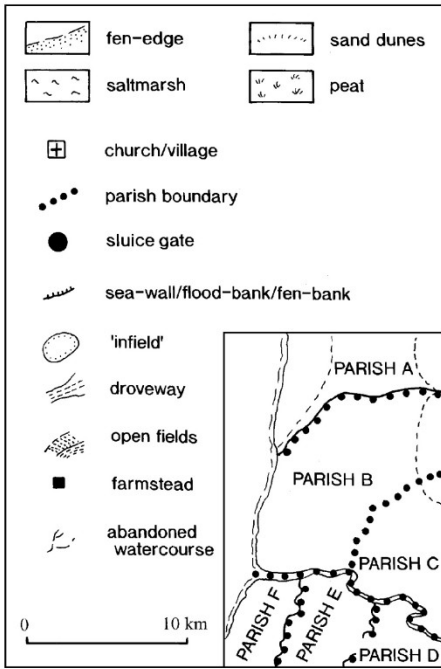 fen-edge
sand dunes
saltmarsh
peat
church/village
parish boundary
sluice gate
sea-wall/flood-bank/fen-bank
'infield'
droveway
open fields
farmstead
abandoned
watercourse
0
10 km
PARISH A
PARISH B
PARISH C
PARISH F
PARISH E
PARISH D